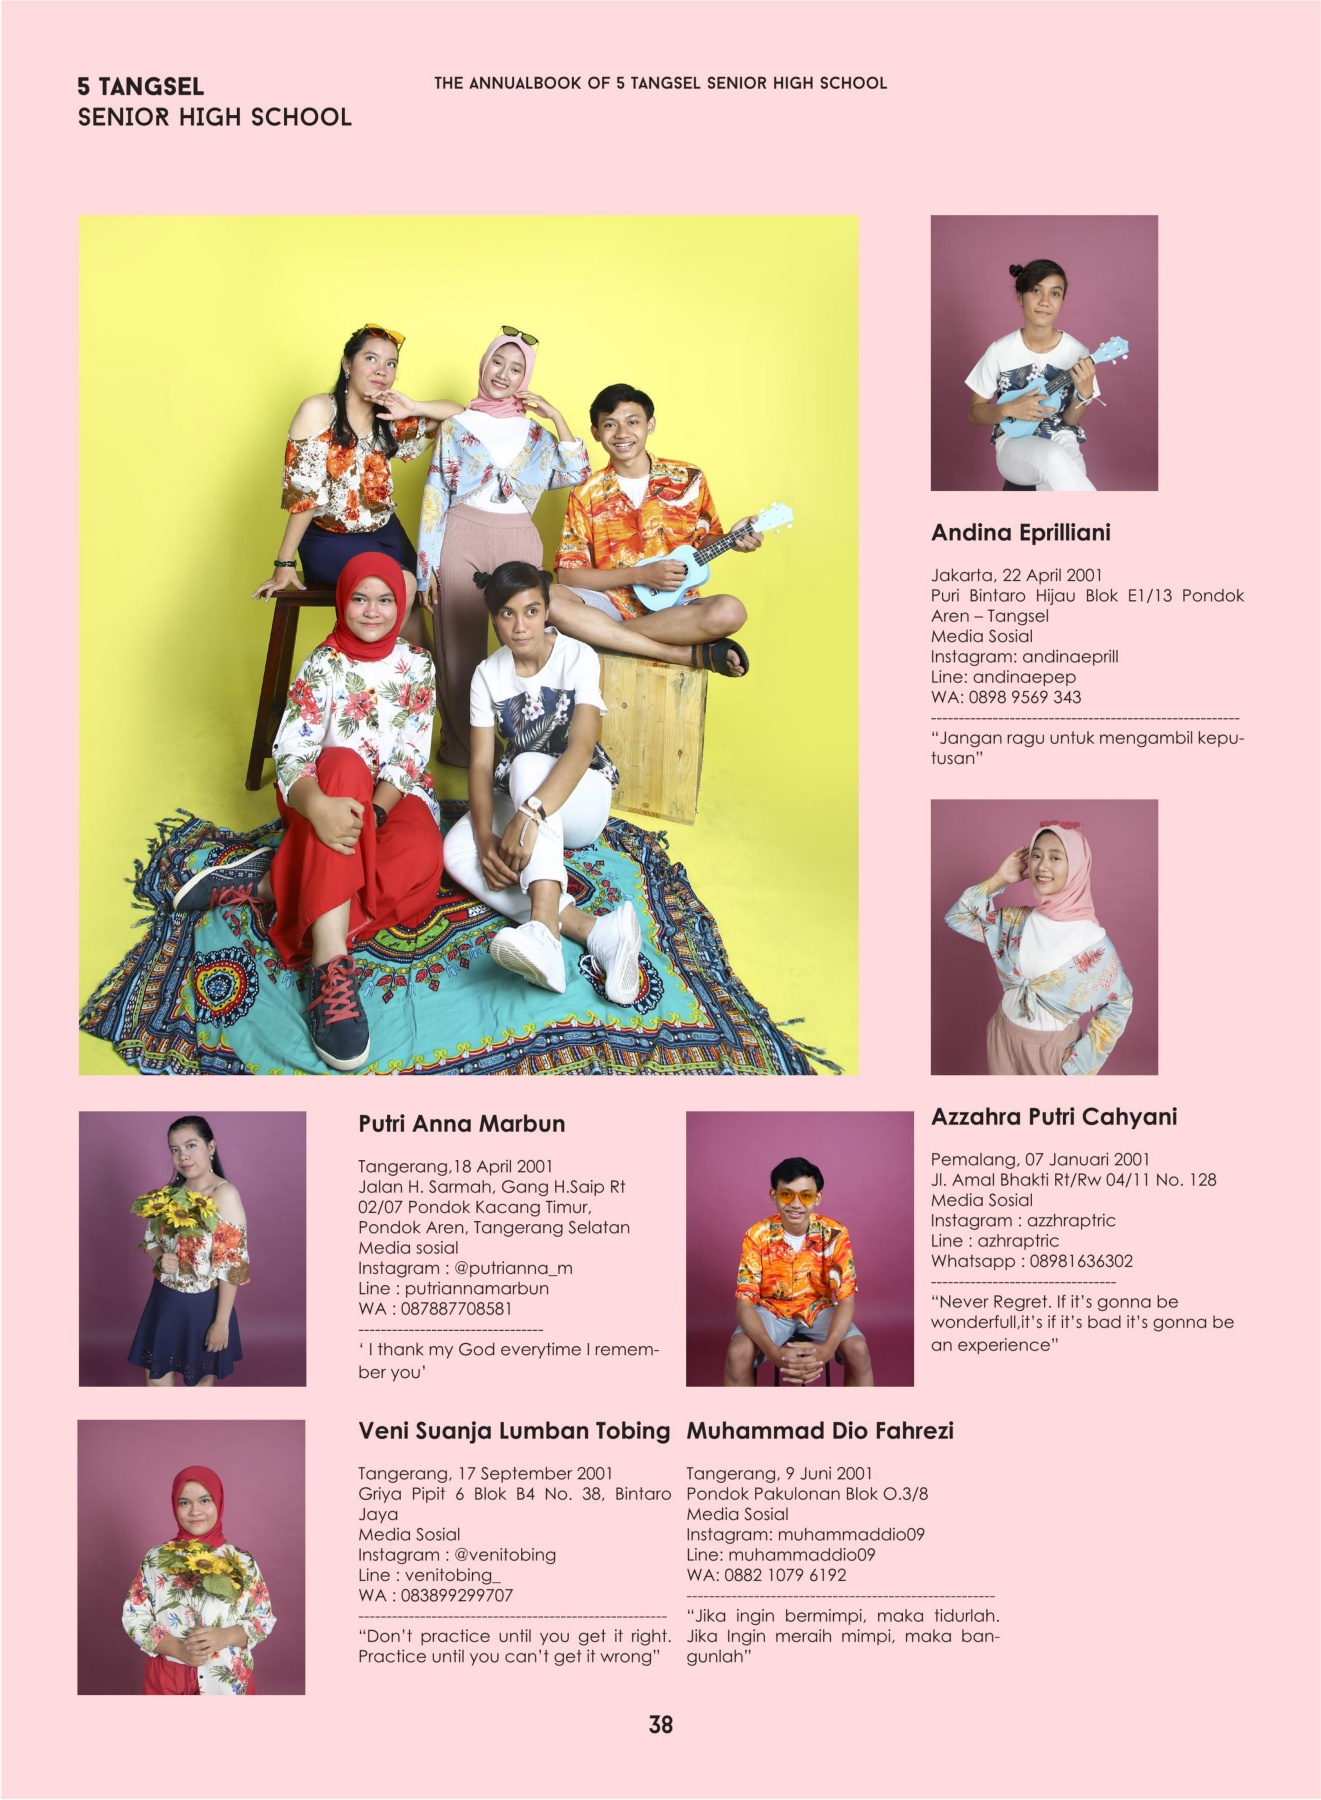 5 TANGSEL
SENIOR HIGH SCHOOL
THE ANNUALBOOK OF 5 TANGSEL SENIOR HIGH SCHOOL
Andina Eprilliani
Jakarta, 22 April 2001
Puri Bintaro Hijau Blok E1/13 Pondok
Aren – Tangsel
Media Sosial
Instagram: andinaeprill
Line: andinaepep
WA: 0898 9569 343
--------------------------------------------------------
“Jangan ragu untuk mengambil kepu-
tusan”
Azzahra Putri Cahyani
Pemalang, 07 Januari 2001
Jl. Amal Bhakti Rt/Rw 04/11 No. 128
Media Sosial
Instagram : azzhraptric
Line : azhraptric
Whatsapp : 08981636302
---------------------------------
“Never Regret. If it’s gonna be
wonderfull,it’s if it’s bad it’s gonna be
an experience”
Putri Anna Marbun
Tangerang,18 April 2001
Jalan H. Sarmah, Gang H.Saip Rt
02/07 Pondok Kacang Timur,
Pondok Aren, Tangerang Selatan
Media sosial
Instagram : @putrianna_m
Line : putriannamarbun
WA : 087887708581
---------------------------------
‘ I thank my God everytime I remem-
ber you’
Veni Suanja Lumban Tobing
Tangerang, 17 September 2001
Griya Pipit 6 Blok B4 No. 38, Bintaro
Jaya
Media Sosial
Instagram : @venitobing
Line : venitobing_
WA : 083899299707
--------------------------------------------------------
“Don’t practice until you get it right.
Practice until you can’t get it wrong”
Muhammad Dio Fahrezi
Tangerang, 9 Juni 2001
Pondok Pakulonan Blok O.3/8
Media Sosial
Instagram: muhammaddio09
Line: muhammaddio09
WA: 0882 1079 6192
--------------------------------------------------------
“Jika ingin bermimpi, maka tidurlah.
Jika Ingin meraih mimpi, maka ban-
gunlah”
38